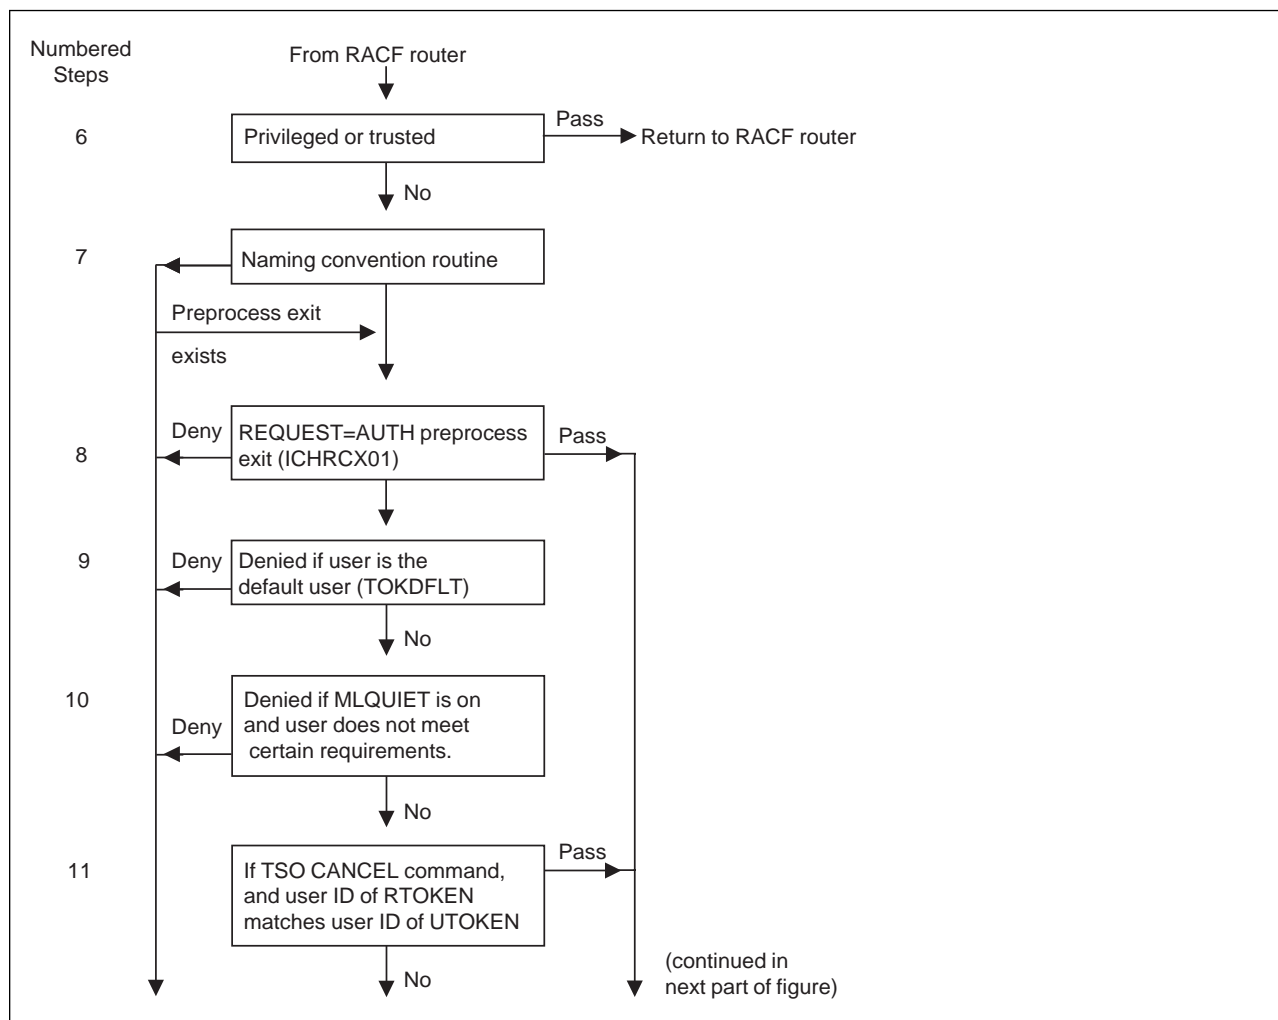 Numbered
Steps
From RACF router
6
Privileged or trusted
Pass
Return to RACF router
No
7
Naming convention routine
Preprocess exit
exists
8
Deny
REQUEST=AUTH preprocess
exit (ICHRCX01)
Pass
9
Deny
Denied if user is the
default user (TOKDFLT)
No
10
Deny
Denied if MLQUIET is on
and user does not meet
certain requirements.
No
11
If TSO CANCEL command,
and user ID of RTOKEN
matches user ID of UTOKEN
Pass
No
(continued in
next part of figure)